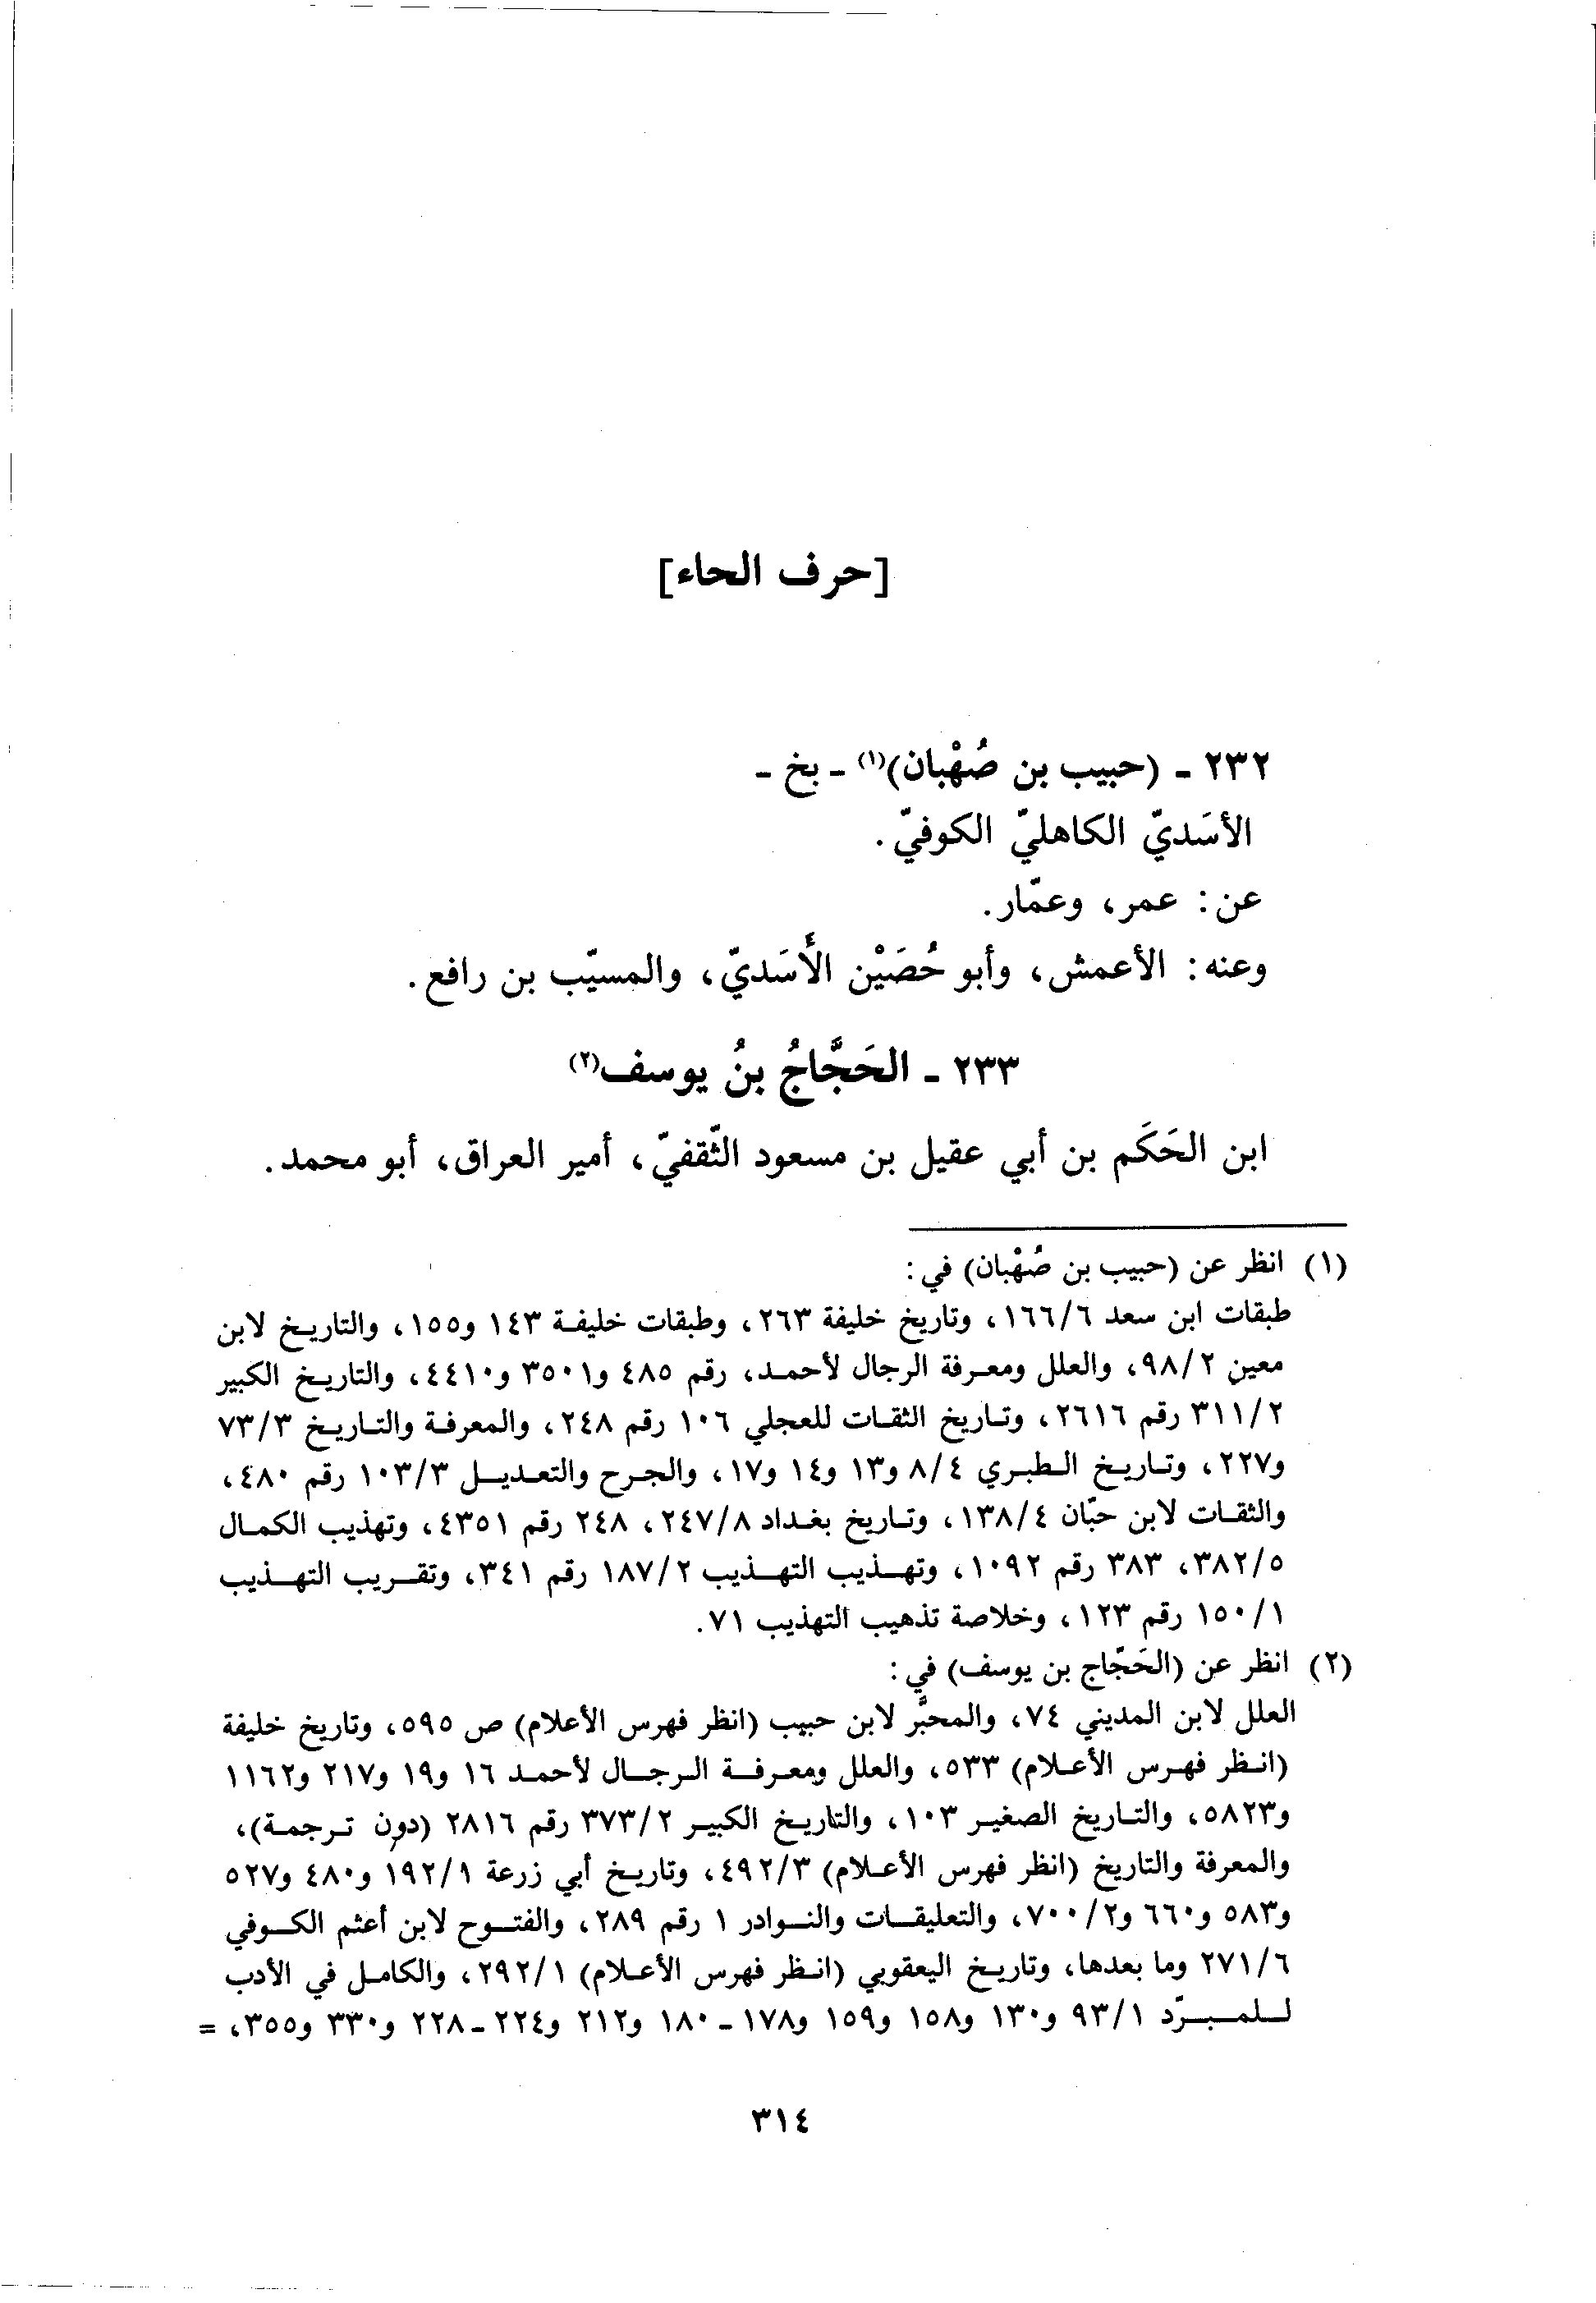 [حرف الحاء]
٢٣٢ - (حبيب بن صُهْبان)(١) - بخ -
الأسَديّ الكاهليّ الكوفيّ.
عن: عمر، وعمّار.
وعنه: الأعمش، وأبو حُصَيْن الأَسَديّ، والمسيّب بن رافع.
٢٣٣ - الحَجَّاجُ بنُ يوسف(٢)
ابن الحَكَم بن أبي عقيل بن مسعود الثّقفيّ، أمير العراق، أبو محمد.
(١) انظر عن (حبيب بن صُهْبان) في:
طبقات ابن سعد ١٦٦/٦، وتاريخ خليفة ٢٦٣، وطبقات خليفة ١٤٣ و١٥٥، والتاريخ لابن
معين ٩٨/٢، والعلل ومعرفة الرجال لأحمد، رقم ٤٨٥ و٣٥٠١ و٤٤١٠، والتاريخ الكبير
٣١١/٢ رقم ٢٦١٦، وتاريخ الثقات للعجلي ١٠٦ رقم ٢٤٨، والمعرفة والتاريخ ٧٣/٣
و٢٢٧، وتاريخ الطبري ٨/٤ و١٣ و١٤ و١٧، والجرح والتعديل ١٠٣/٣ رقم ٤٨٠،
والثقات لابن حبّان ١٣٨/٤، وتاريخ بغداد ٢٤٧/٨، ٢٤٨ رقم ٤٣٥١، وتهذيب الكمال
٣٨٢/٥، ٣٨٣ رقم ١٠٩٢، وتهذيب التهذيب ١٨٧/٢ رقم ٣٤١، وتقريب التهذيب
١٥٠/١ رقم ١٢٣، وخلاصة تذهيب التهذيب ٧١.
(٢) انظر عن (الحَجّاج بن يوسف) في:
العلل لابن المديني ٧٤، والمحبَّر لابن حبيب (انظر فهرس الأعلام) ص ٥٩٥، وتاريخ خليفة
(انظر فهرس الأعلام) ٥٣٣، والعلل ومعرفة الرجال لأحمد ١٦ و١٩ و٢١٧ و١١٦٢
و٥٨٢٣، والتاريخ الصغير ١٠٣، والتاريخ الكبير ٣٧٣/٢ رقم ٢٨١٦ (دون ترجمة)،
والمعرفة والتاريخ (انظر فهرس الأعلام) ٤٩٢/٣، وتاريخ أبي زرعة ١٩٢/١ و٤٨٠ و٥٢٧
و٥٨٣ و٦٦٠ و٧٠٠/٢، والتعليقات والنوادر ١ رقم ٢٨٩، والفتوح لابن أعثم الكوفي
٢٧١/٦ وما بعدها، وتاريخ اليعقوبي (انظر فهرس الأعلام) ٢٩٢/١، والكامل في الأدب
للمبرّد ٩٣/١ و١٣٠ و١٥٨ و١٥٩ و١٧٨ - ١٨٠ و٢١٢ و٢٢٤ - ٢٢٨ و٣٣٠ و٣٥٥، =
٣١٤